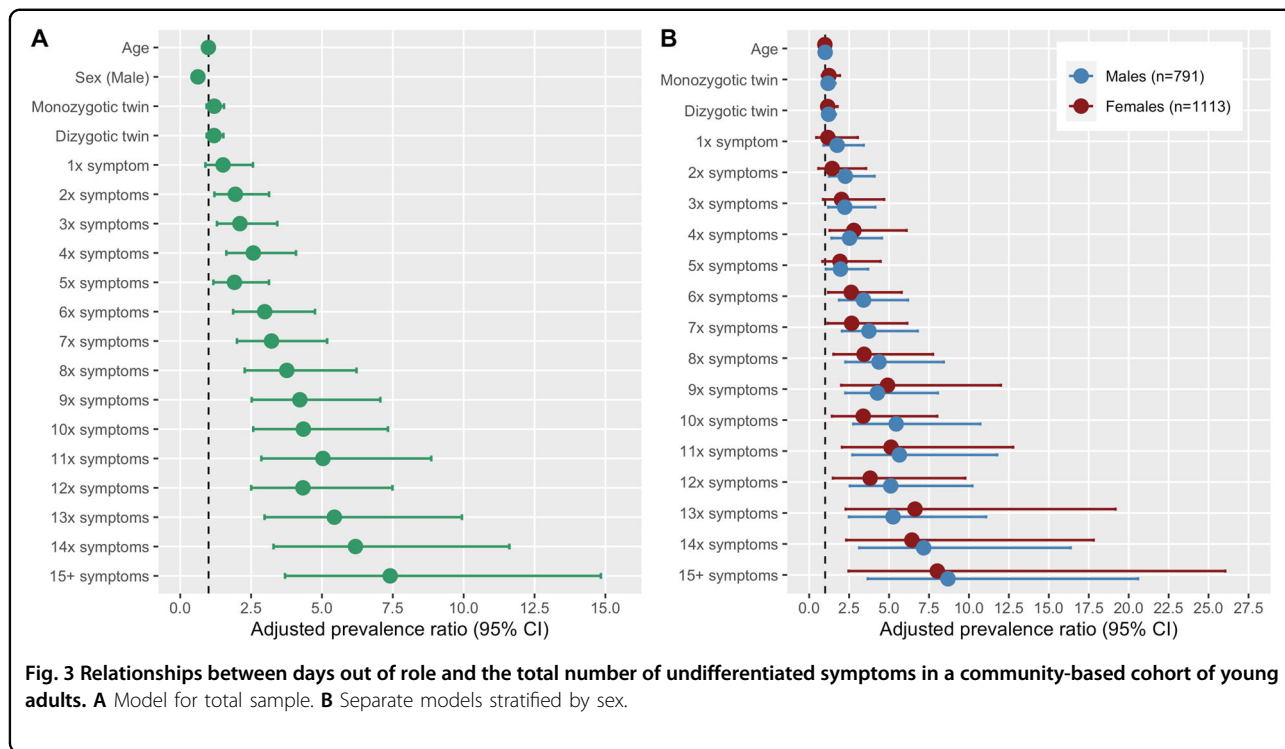 A
Age
Sex (Male)
Monozygotic twin
Dizygotic twin
1x symptom
2x symptoms
3x symptoms
4x symptoms
5x symptoms
6x symptoms
7x symptoms
8x symptoms
9x symptoms
10x symptoms
11x symptoms
12x symptoms
13x symptoms
14x symptoms
15+ symptoms
0.0 2.5 5.0 7.5 10.0 12.5 15.0
Adjusted prevalence ratio (95% CI)
B
Age
Monozygotic twin
Dizygotic twin
1x symptom
2x symptoms
3x symptoms
4x symptoms
5x symptoms
6x symptoms
7x symptoms
8x symptoms
9x symptoms
10x symptoms
11x symptoms
12x symptoms
13x symptoms
14x symptoms
15+ symptoms
Males (n=791)
Females (n=1113)
0.0 2.5 5.0 7.5 10.0 12.5 15.0 17.5 20.0 22.5 25.0 27.5
Adjusted prevalence ratio (95% CI)
Fig. 3 Relationships between days out of role and the total number of undifferentiated symptoms in a community-based cohort of young
adults. A Model for total sample. B Separate models stratified by sex.